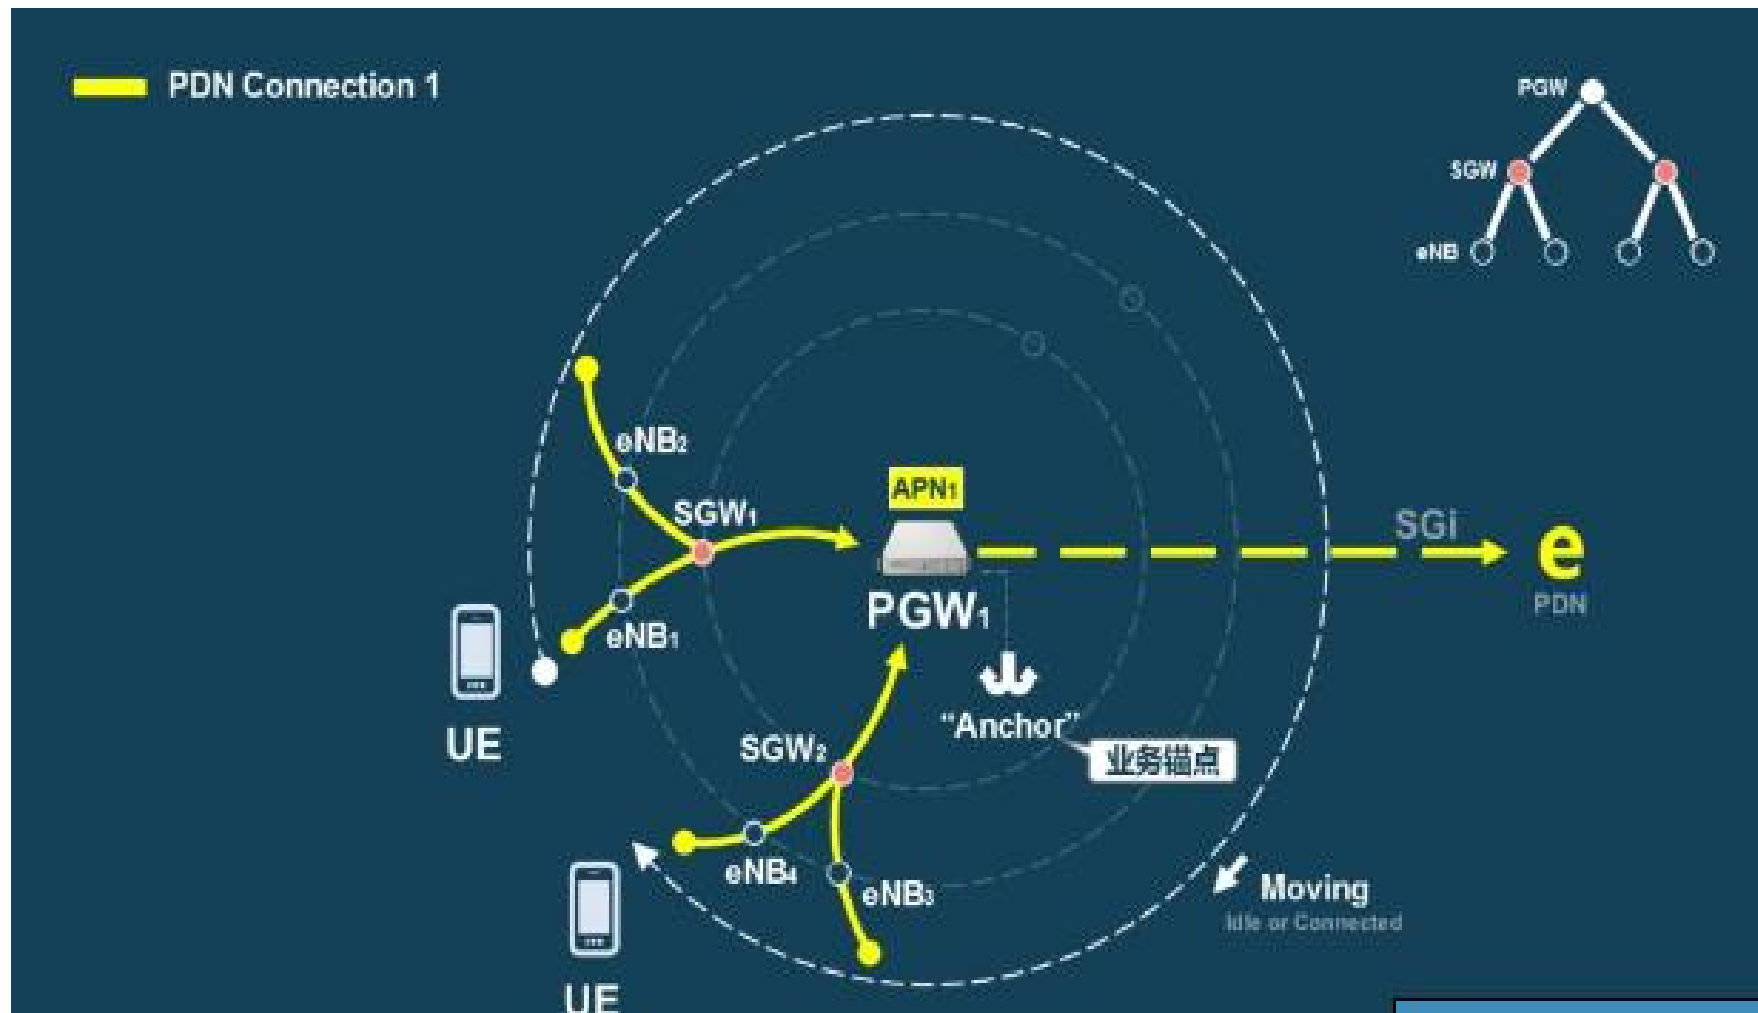 PDN Connection 1
PGW
SGW
eNB
eNB2
SGW1
APN1
SGi
e
PDN
PGW1
eNB1
UE
"Anchor"
业务锚点
SGW2
eNB4
eNB3
Moving
Idle or Connected
UE